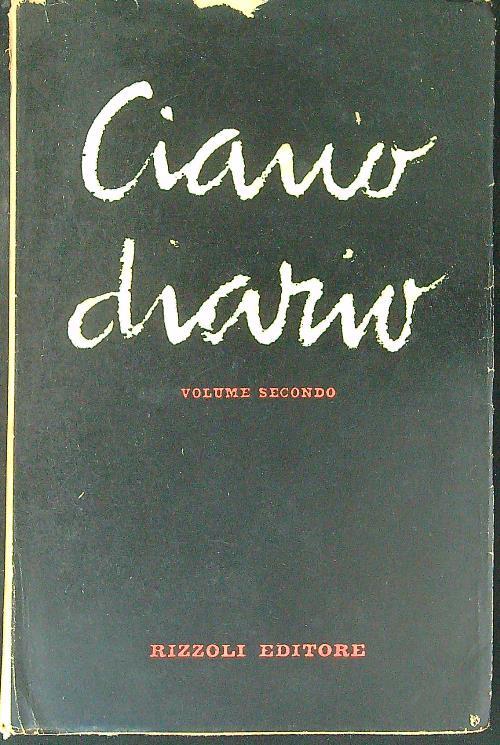 Ciano
diario
VOLUME SECONDO
RIZZOLI EDITORE